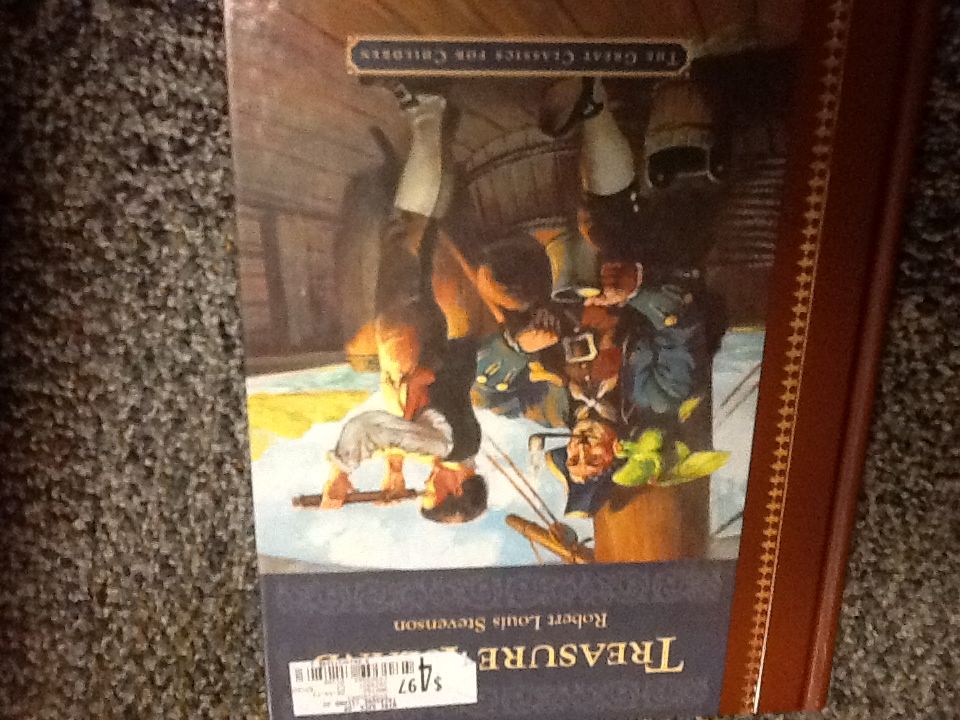 $4.97
TREASURE
Robert Louis Stevenson
THE GREAT CLASSICS FOR CHILDREN